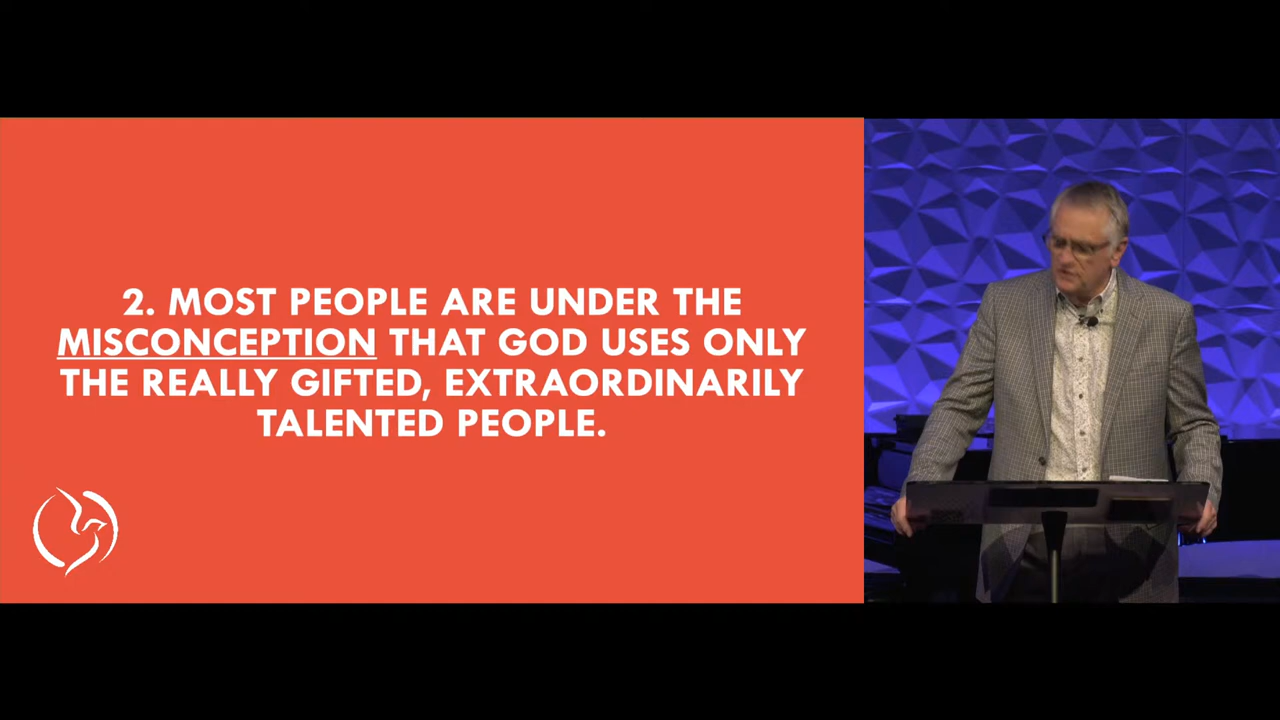 2. MOST PEOPLE ARE UNDER THE
MISCONCEPTION THAT GOD USES ONLY
THE REALLY GIFTED, EXTRAORDINARILY
TALENTED PEOPLE.